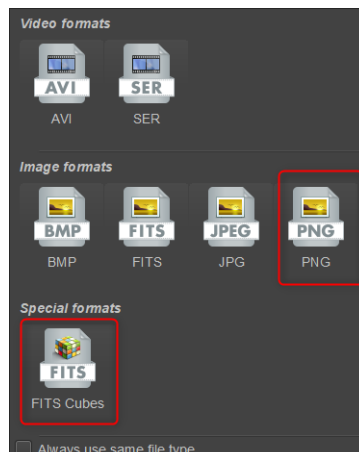 Video formats
AVI SER
AVI SER
Image formats
BMP FITS JPEG PNG
BMP FITS JPG PNG
Special formats
FITS
FITS Cubes
Always use same file type